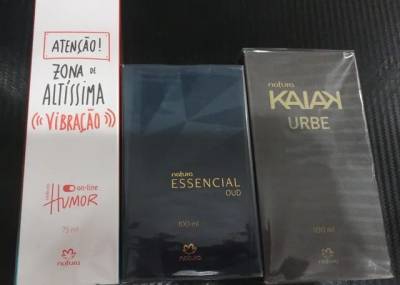 ATENÇÃO!
ZONA DE
ALTÍSSIMA
((VIBRAÇÃO))
natura
on-line
HUMOR
75 ml
natura
natura
ESSENCIAL
OUD
100 ml
natura
natura
KAIAK
URBE
100 ml
natura